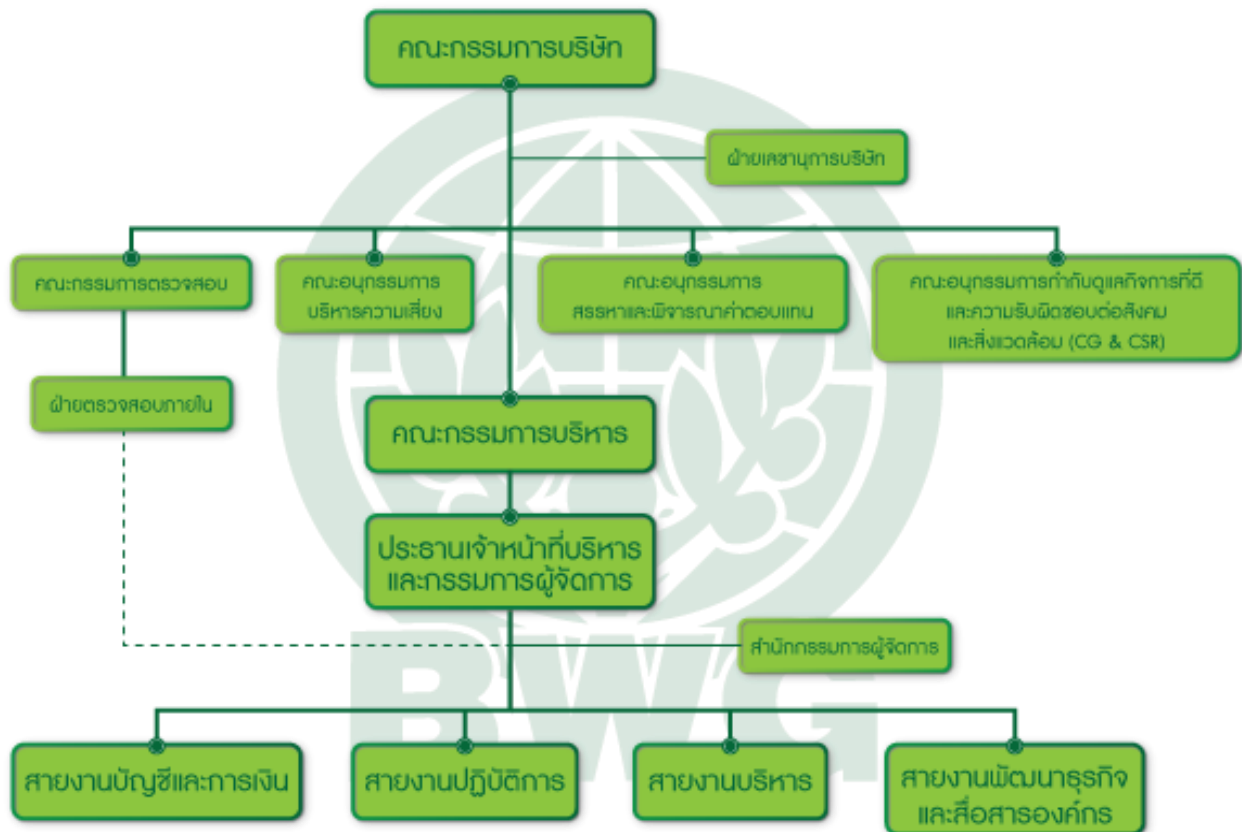 คณะกรรมการบริษัท
ฝ่ายเลขานุการบริษัท
คณะกรรมการตรวจสอบ
คณะอนุกรรมการ
บริหารความเสี่ยง
คณะอนุกรรมการ
สรรหาและพิจารณาค่าตอบแทน
คณะอนุกรรมการกำกับดูแลกิจการที่ดี
และความรับผิดชอบต่อสังคม
และสิ่งแวดล้อม (CG & CSR)
ฝ่ายตรวจสอบภายใน
คณะกรรมการบริหาร
ประธานเจ้าหน้าที่บริหาร
และกรรมการผู้จัดการ
สำนักกรรมการผู้จัดการ
BWG
สายงานบัญชีและการเงิน
สายงานปฏิบัติการ
สายงานบริหาร
สายงานพัฒนาธุรกิจ
และสื่อสารองค์กร